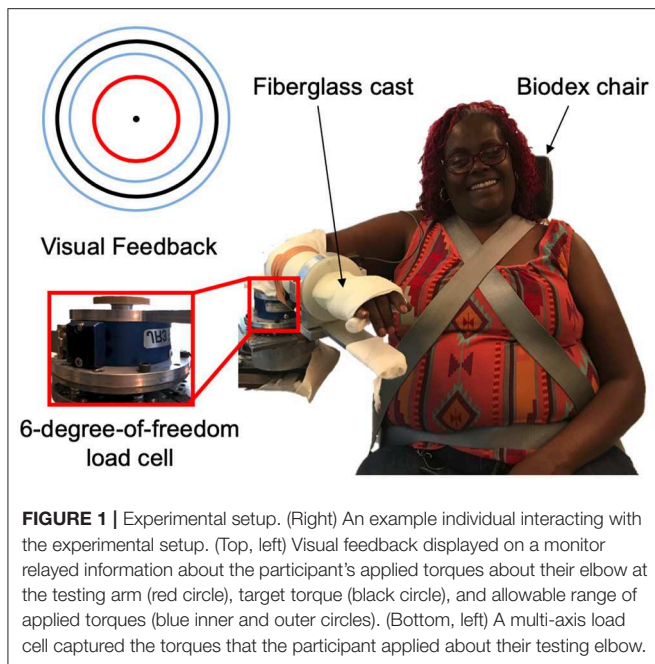 Fiberglass cast
Biodex chair
Visual Feedback
JR3
6-degree-of-freedom
load cell
FIGURE 1 | Experimental setup. (Right) An example individual interacting with
the experimental setup. (Top, left) Visual feedback displayed on a monitor
relayed information about the participant’s applied torques about their elbow at
the testing arm (red circle), target torque (black circle), and allowable range of
applied torques (blue inner and outer circles). (Bottom, left) A multi-axis load
cell captured the torques that the participant applied about their testing elbow.